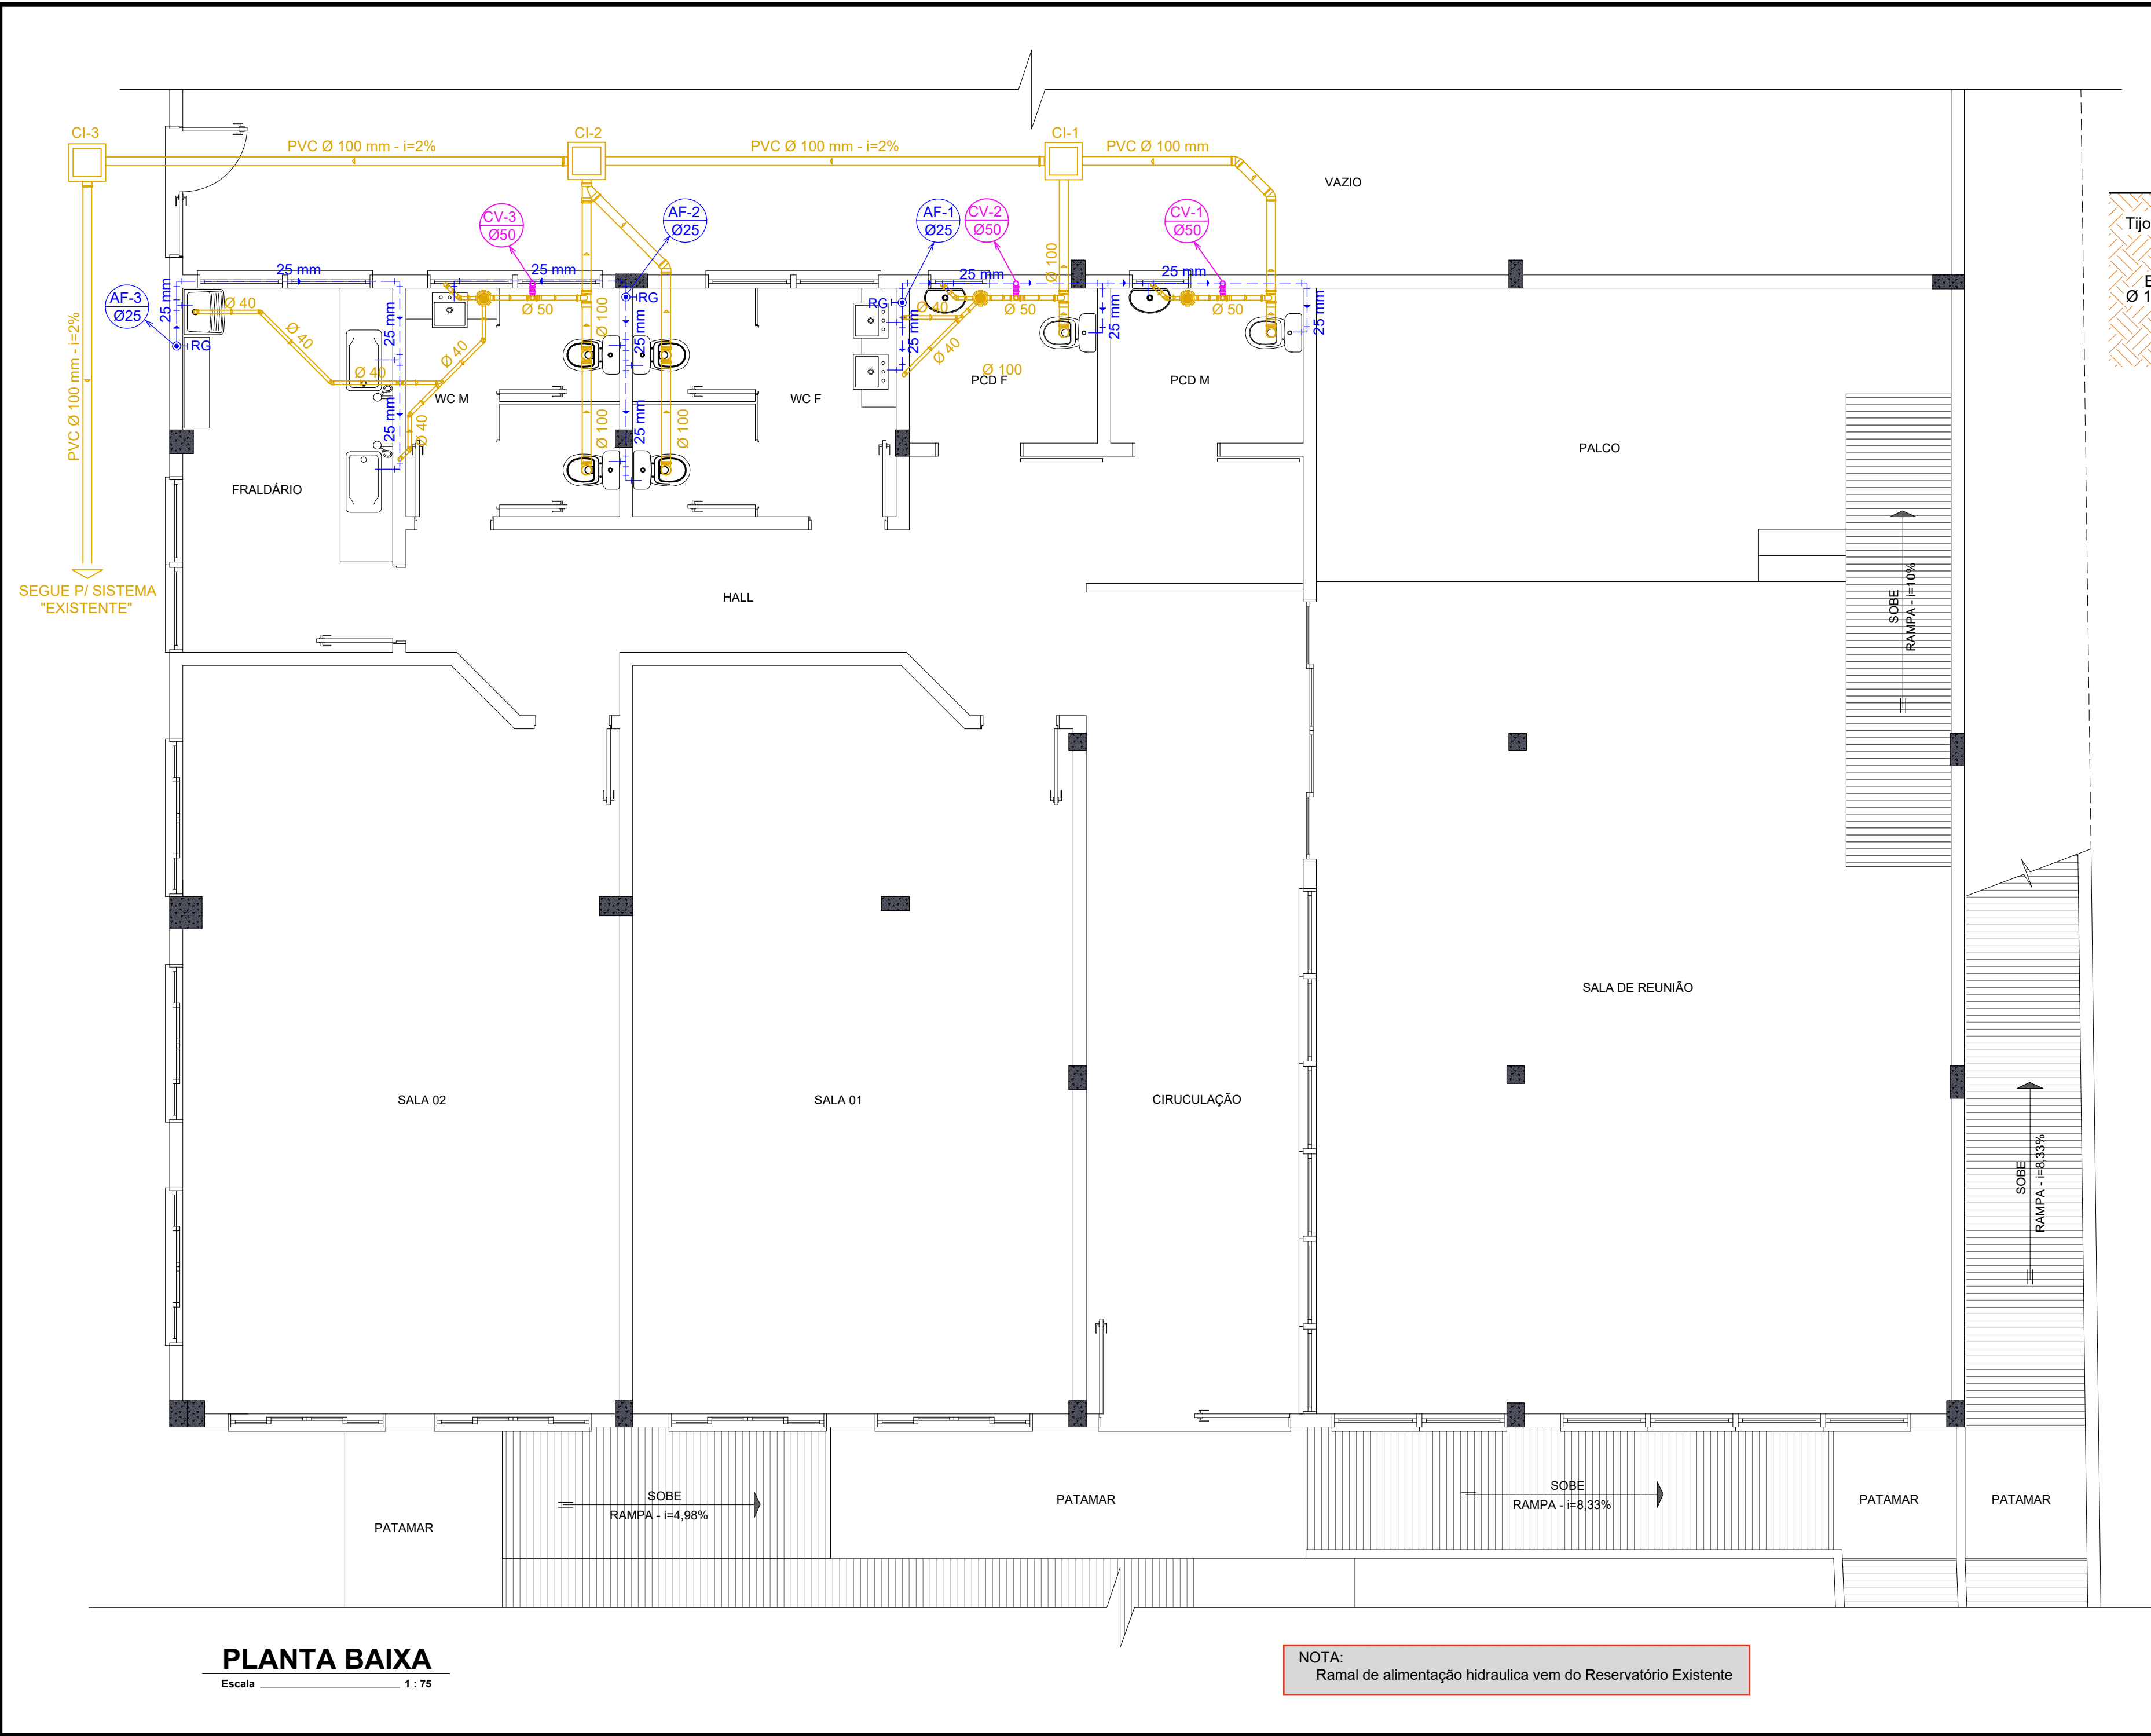 CI-3
PVC Ø 100 mm - i=2%
CI-2
PVC Ø 100 mm - i=2%
CI-1
PVC Ø 100 mm
VAZIO
CV-3
Ø50
AF-2
Ø25
AF-1
Ø25
CV-2
Ø50
CV-1
Ø50
Tijo
Ø 1
25 mm
25 mm
25 mm
25 mm
Ø 100
AF-3
Ø25
25 mm
RG
Ø 40
Ø 40
Ø 40
25 mm
25 mm
Ø 40
Ø 40
WC M
Ø 50
Ø 100
Ø 100
RG
25 mm
25 mm
Ø 100
WC F
RG
25 mm
Ø 40
Ø 40
Ø 50
Ø 100
PCD F
25 mm
PCD M
Ø 50
25 mm
PVC Ø 100 mm - i=2%
PALCO
FRALDÁRIO
SEGUE P/ SISTEMA
"EXISTENTE"
HALL
SOBE
RAMPA - i=10%
SALA DE REUNIÃO
SALA 02
SALA 01
CIRUCULAÇÃO
SOBE
RAMPA - i=8,33%
PATAMAR
SOBE
RAMPA - i=4,98%
PATAMAR
SOBE
RAMPA - i=8,33%
PATAMAR
PATAMAR
PLANTA BAIXA
Escala 1 : 75
NOTA:
Ramal de alimentação hidraulica vem do Reservatório Existente